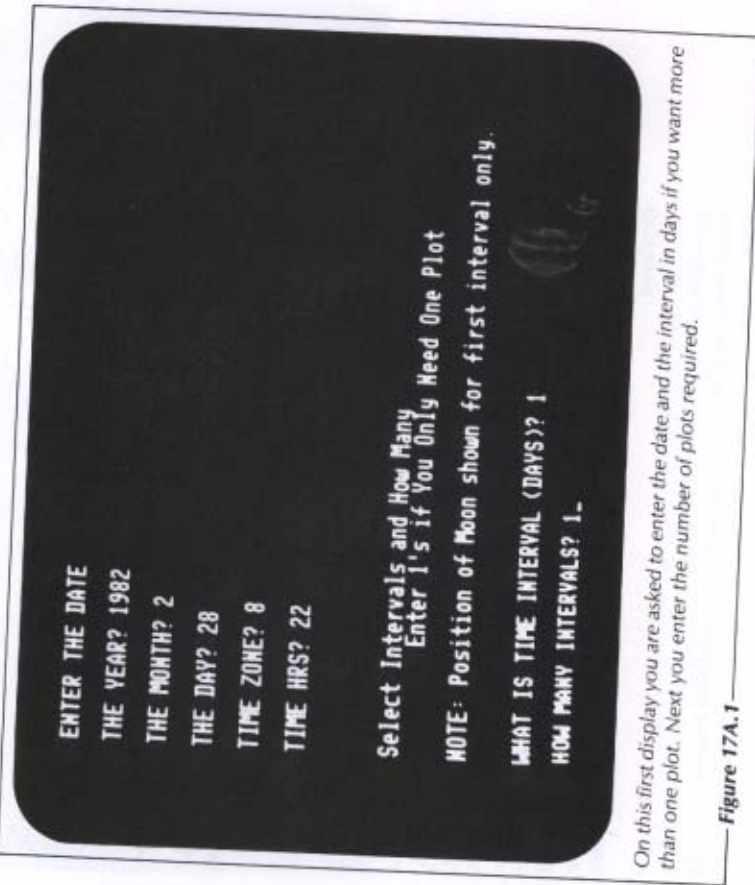 ENTER THE DATE
THE YEAR? 1982
THE MONTH? 2
THE DAY? 28
TIME ZONE? 8
TIME HRS? 22
Select Intervals and How Many
Enter 1's if You Only Need One Plot
NOTE: Position of Moon shown for first interval only.
WHAT IS TIME INTERVAL (DAYS)? 1
HOW MANY INTERVALS? 1_
On this first display you are asked to enter the date and the interval in days if you want more
than one plot. Next you enter the number of plots required.
Figure 17A.1